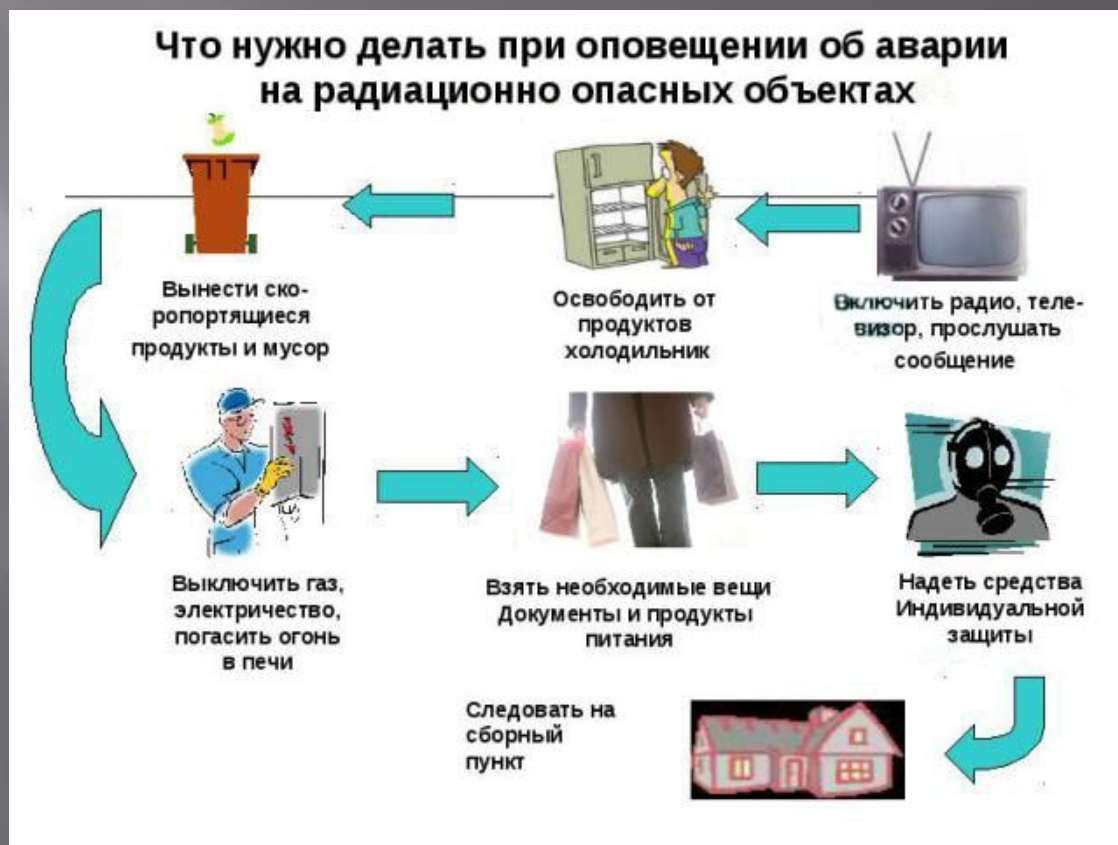 Что нужно делать при оповещении об аварии
на радиационно опасных объектах
Включить радио, теле-
визор, прослушать
сообщение
Освободить от
продуктов
холодильник
Вынести ско-
ропортящиеся
продукты и мусор
Выключить газ,
электричество,
погасить огонь
в печи
Взять необходимые вещи
Документы и продукты
питания
Надеть средства
Индивидуальной
защиты
Следовать на
сборный
пункт